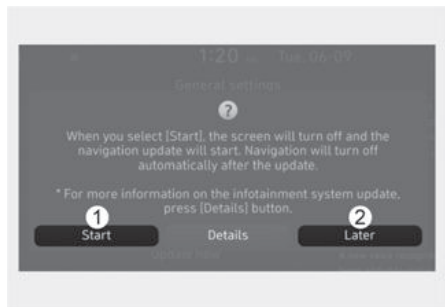 1:20
Tue, 06-09
General settings
?
When you select [Start], the screen will turn off and the
navigation update will start. Navigation will turn off
automatically after the update.
* For more information on the infotainment system update,
press [Details] button.
1
2
Start
Details
Later
Update now